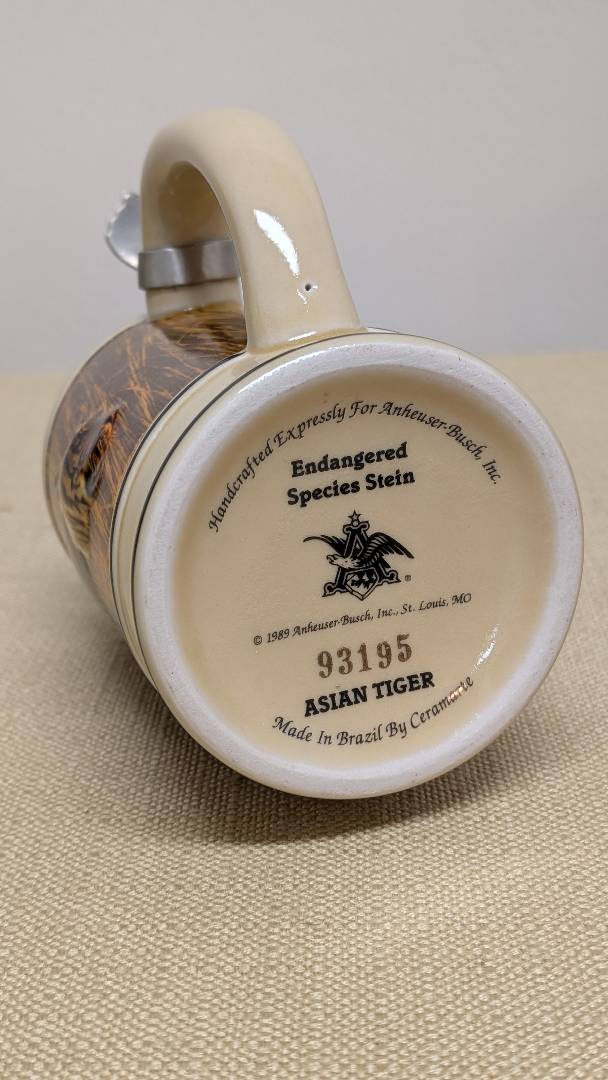 Handcrafted Expressly For Anheuser-Busch, Inc.
Endangered
Species Stein
A
®
© 1989 Anheuser-Busch, Inc., St. Louis, MO
93195
ASIAN TIGER
Made In Brazil By Ceramarte